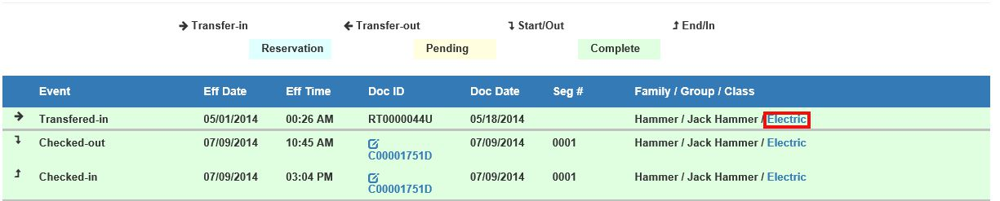 Transfer-in Transfer-out Start/Out End/In
Reservation Pending Complete
Event Eff Date Eff Time Doc ID Doc Date Seg # Family / Group / Class
Transfered-in 05/01/2014 00:26 AM RT0000044U 05/18/2014 Hammer / Jack Hammer / Electric
Checked-out 07/09/2014 10:45 AM C00001751D 07/09/2014 0001 Hammer / Jack Hammer / Electric
Checked-in 07/09/2014 03:04 PM C00001751D 07/09/2014 0001 Hammer / Jack Hammer / Electric